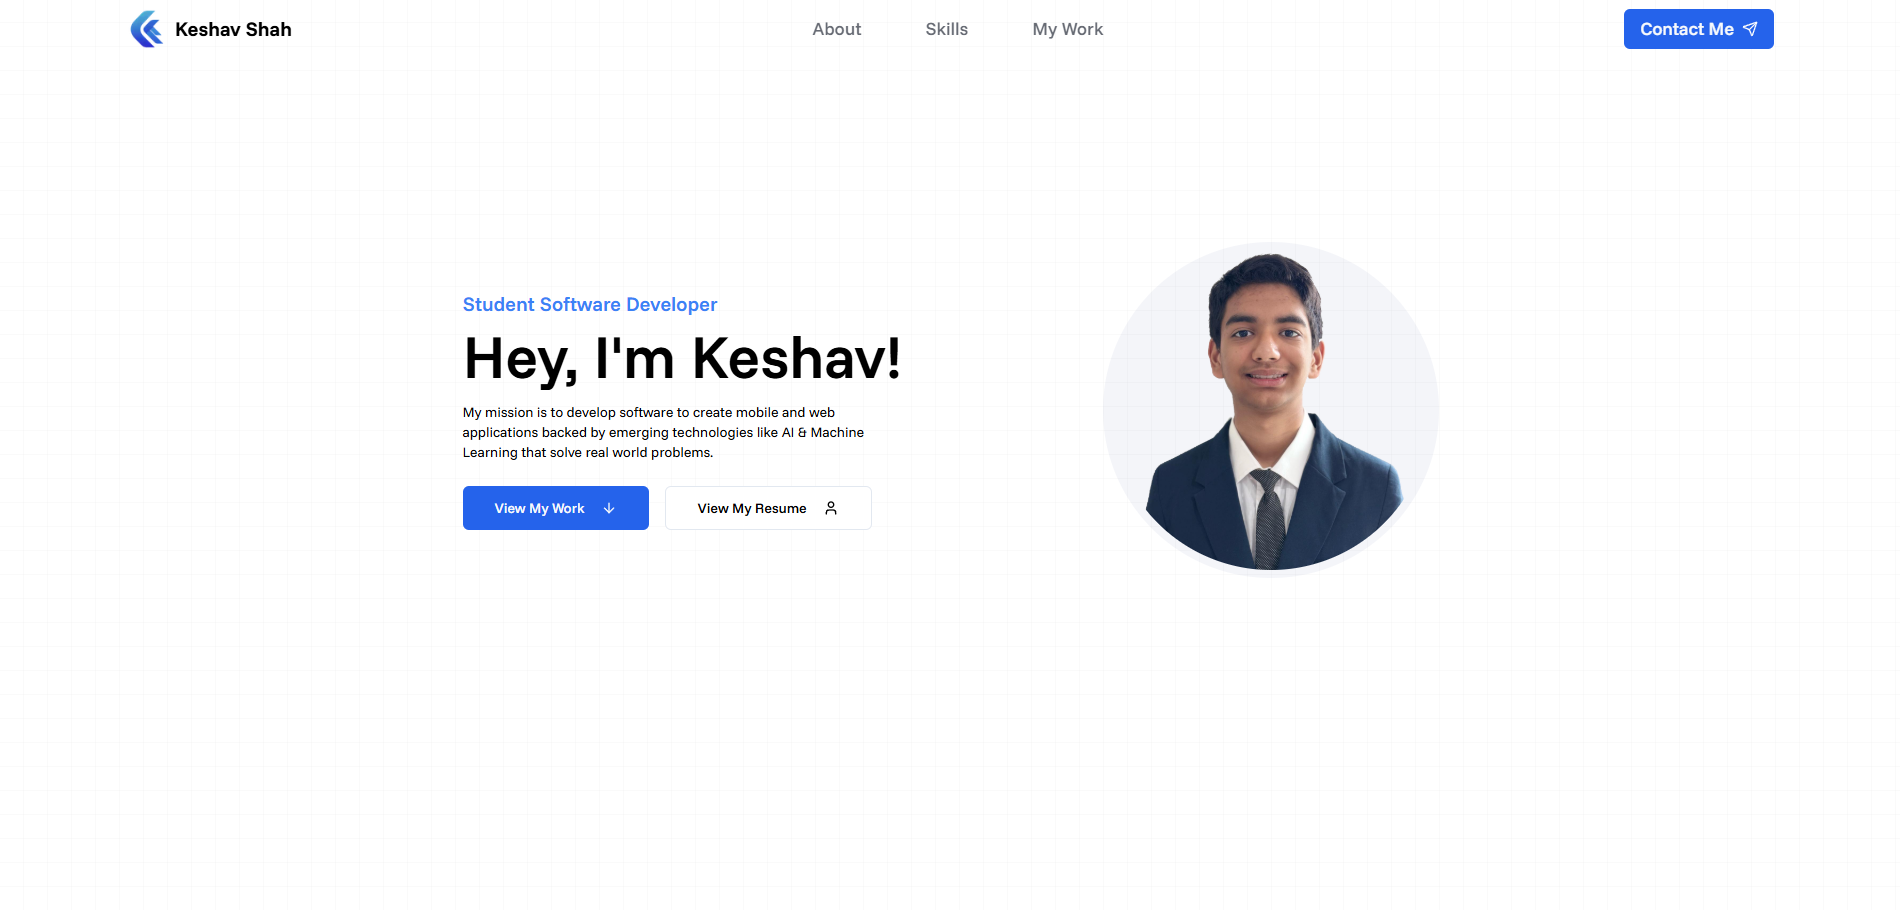 Keshav Shah
About
Skills
My Work
Contact Me
Student Software Developer
Hey, I'm Keshav!
My mission is to develop software to create mobile and web
applications backed by emerging technologies like AI & Machine
Learning that solve real world problems.
View My Work
View My Resume